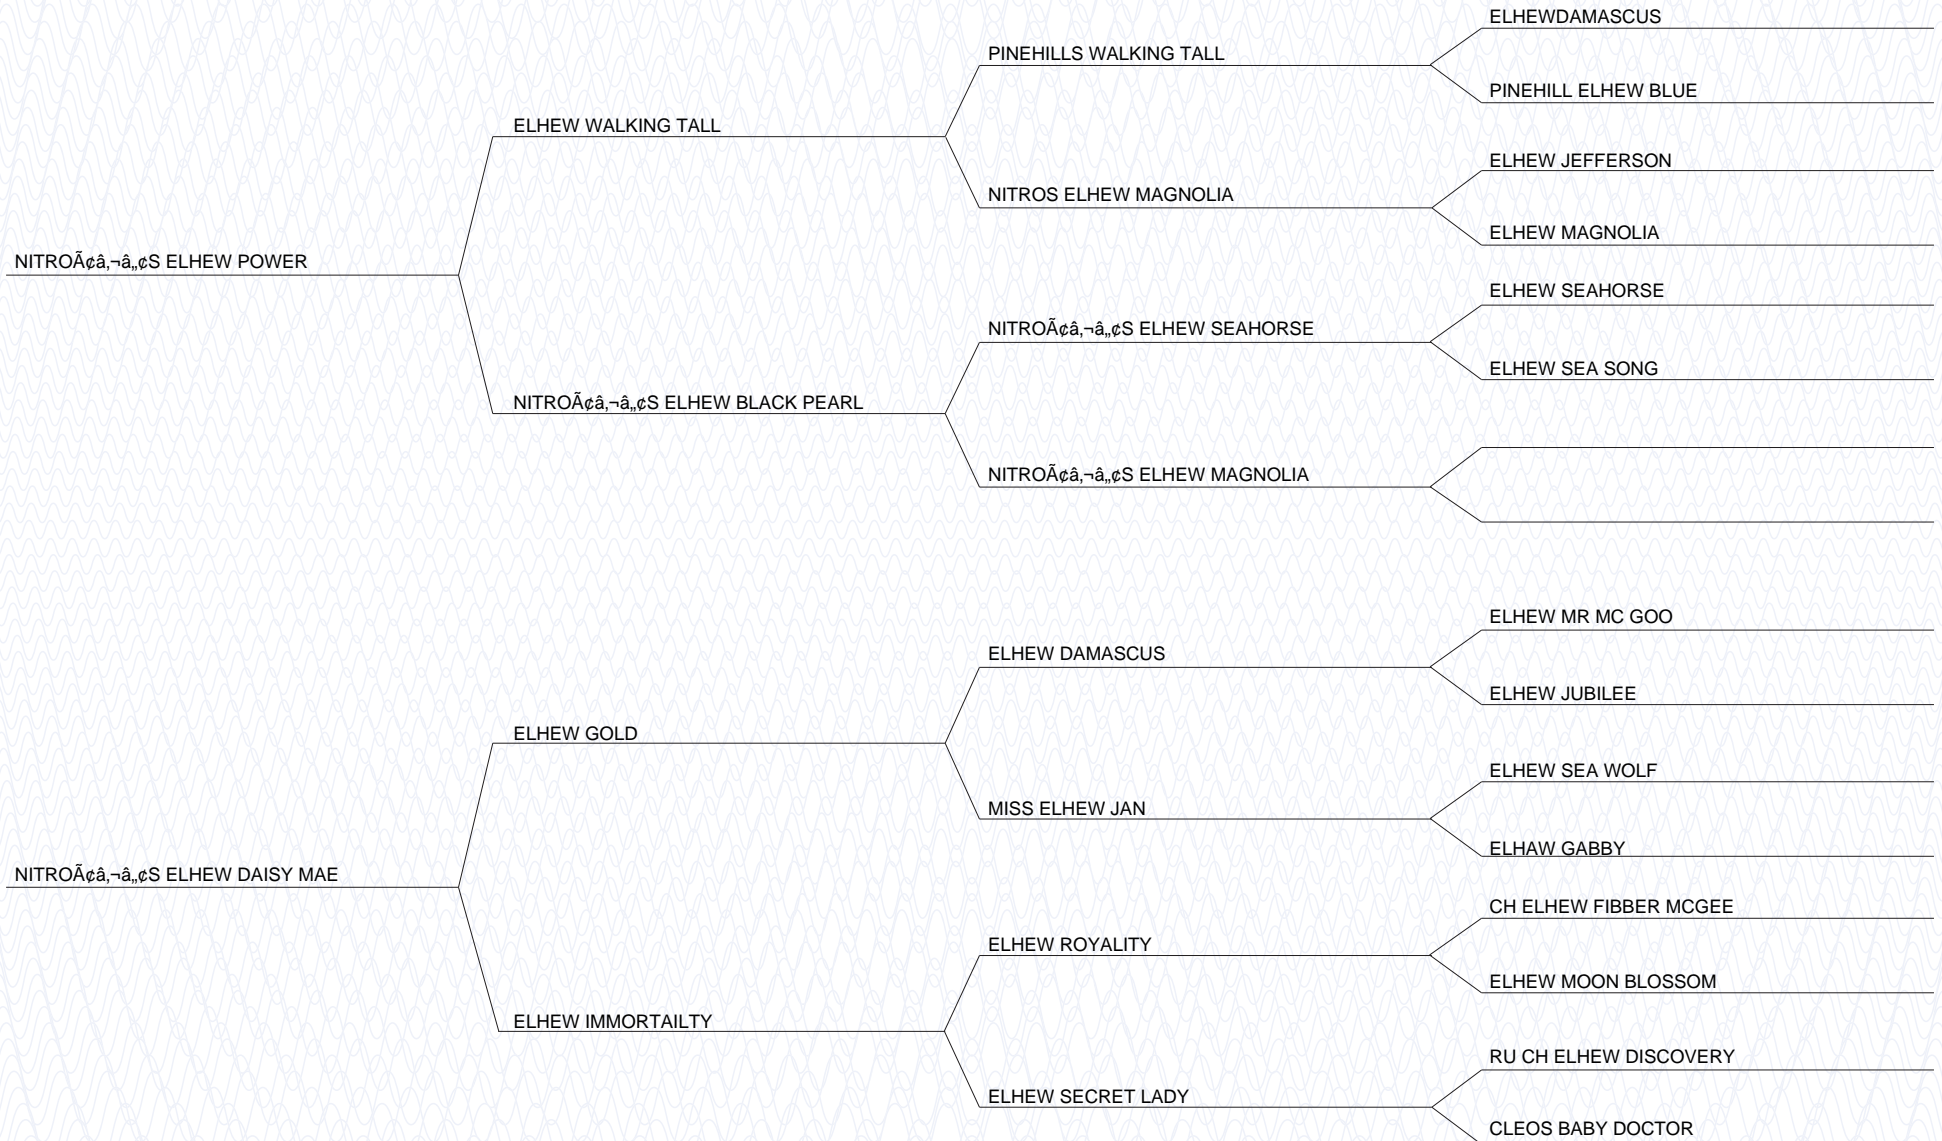 ELHEWDAMASCUS
PINEHILLS WALKING TALL
PINEHILL ELHEW BLUE
ELHEW WALKING TALL
ELHEW JEFFERSON
NITROS ELHEW MAGNOLIA
ELHEW MAGNOLIA
NITROÃ¢â‚¬â„¢S ELHEW POWER
ELHEW SEAHORSE
NITROÃ¢â‚¬â„¢S ELHEW SEAHORSE
ELHEW SEA SONG
NITROÃ¢â‚¬â„¢S ELHEW BLACK PEARL
NITROÃ¢â‚¬â„¢S ELHEW MAGNOLIA
ELHEW MR MC GOO
ELHEW DAMASCUS
ELHEW JUBILEE
ELHEW GOLD
ELHEW SEA WOLF
MISS ELHEW JAN
ELHAW GABBY
NITROÃ¢â‚¬â„¢S ELHEW DAISY MAE
CH ELHEW FIBBER MCGEE
ELHEW ROYALITY
ELHEW MOON BLOSSOM
ELHEW IMMORTAILTY
RU CH ELHEW DISCOVERY
ELHEW SECRET LADY
CLEOS BABY DOCTOR